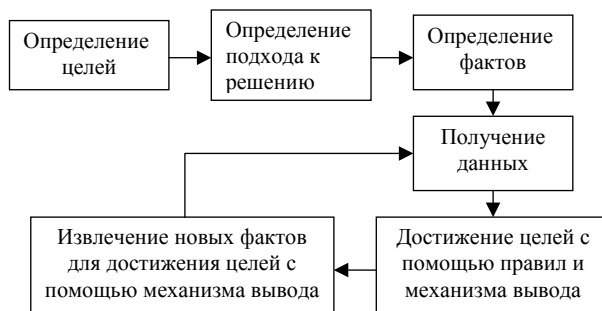 Определение
целей
Определение
подхода к
решению
Определение
фактов
Получение
данных
Извлечение новых фактов
для достижения целей с
помощью механизма вывода
Достижение целей с
помощью правил и
механизма вывода